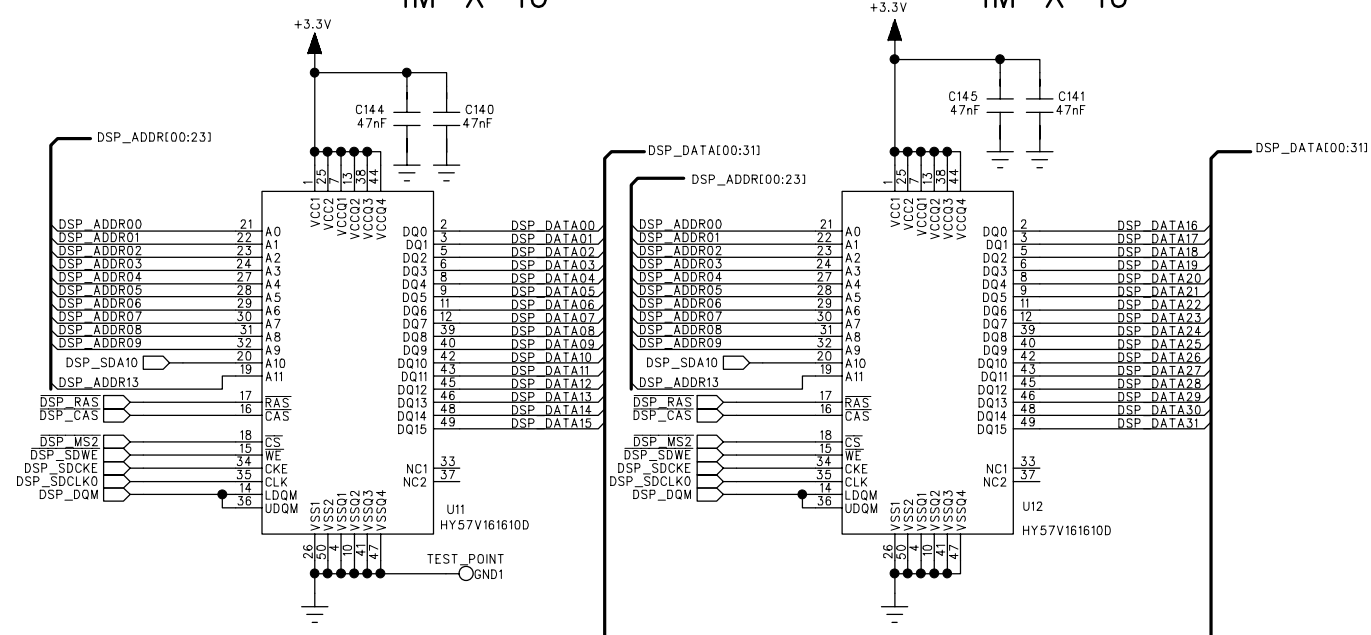 1M X 16
1M X 16
+3.3V
+3.3V
C144
47nF
C140
47nF
C145
47nF
C141
47nF
DSP_ADDR[00:23]
DSP_DATA[00:31]
DSP_ADDR[00:23]
DSP_DATA[00:31]
1 25 7 13 38 44
VCC1 VCC2 VCCQ1 VCCQ2 VCCQ3 VCCQ4
1 25 7 13 38 44
VCC1 VCC2 VCCQ1 VCCQ2 VCCQ3 VCCQ4
DSP_ADDR00 21 A0
DSP_ADDR01 22 A1
DSP_ADDR02 23 A2
DSP_ADDR03 24 A3
DSP_ADDR04 27 A4
DSP_ADDR05 28 A5
DSP_ADDR06 29 A6
DSP_ADDR07 30 A7
DSP_ADDR08 31 A8
DSP_ADDR09 32 A9
DSP_SDA10 20 A10
DSP_ADDR13 19 A11
DSP_RAS 17 RAS
DSP_CAS 16 CAS
DSP_MS2 18 CS
DSP_SDWE 15 WE
DSP_SDCKE 34 CKE
DSP_SDCLK0 35 CLK
DSP_DQM 14 LDQM
36 UDQM
DQ0 2 DSP_DATA00
DQ1 3 DSP_DATA01
DQ2 5 DSP_DATA02
DQ3 6 DSP_DATA03
DQ4 8 DSP_DATA04
DQ5 9 DSP_DATA05
DQ6 11 DSP_DATA06
DQ7 12 DSP_DATA07
DQ8 39 DSP_DATA08
DQ9 40 DSP_DATA09
DQ10 42 DSP_DATA10
DQ11 43 DSP_DATA11
DQ12 45 DSP_DATA12
DQ13 46 DSP_DATA13
DQ14 48 DSP_DATA14
DQ15 49 DSP_DATA15
NC1 33
NC2 37
U11
HY57V161610D
VSS1 VSS2 VSSQ1 VSSQ2 VSSQ3 VSSQ4
26 50 4 10 41 47
TEST_POINT
GND1
DSP_ADDR00 21 A0
DSP_ADDR01 22 A1
DSP_ADDR02 23 A2
DSP_ADDR03 24 A3
DSP_ADDR04 27 A4
DSP_ADDR05 28 A5
DSP_ADDR06 29 A6
DSP_ADDR07 30 A7
DSP_ADDR08 31 A8
DSP_ADDR09 32 A9
DSP_SDA10 20 A10
DSP_ADDR13 19 A11
DSP_RAS 17 RAS
DSP_CAS 16 CAS
DSP_MS2 18 CS
DSP_SDWE 15 WE
DSP_SDCKE 34 CKE
DSP_SDCLK0 35 CLK
DSP_DQM 14 LDQM
36 UDQM
DQ0 2 DSP_DATA16
DQ1 3 DSP_DATA17
DQ2 5 DSP_DATA18
DQ3 6 DSP_DATA19
DQ4 8 DSP_DATA20
DQ5 9 DSP_DATA21
DQ6 11 DSP_DATA22
DQ7 12 DSP_DATA23
DQ8 39 DSP_DATA24
DQ9 40 DSP_DATA25
DQ10 42 DSP_DATA26
DQ11 43 DSP_DATA27
DQ12 45 DSP_DATA28
DQ13 46 DSP_DATA29
DQ14 48 DSP_DATA30
DQ15 49 DSP_DATA31
NC1 33
NC2 37
U12
HY57V161610D
VSS1 VSS2 VSSQ1 VSSQ2 VSSQ3 VSSQ4
26 50 4 10 41 47